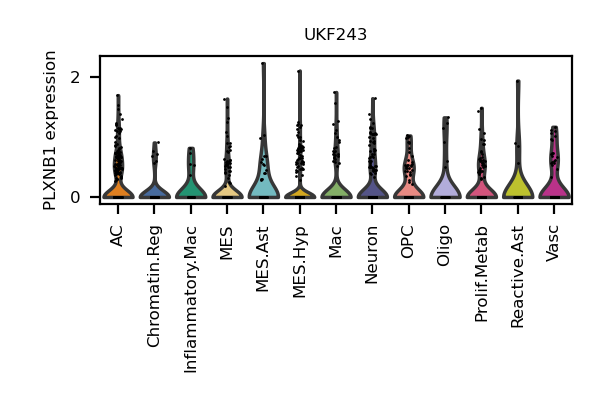 UKF243
PLXNB1 expression
2
0
AC
Chromatin.Reg
Inflammatory.Mac
MES
MES.Ast
MES.Hyp
Mac
Neuron
OPC
Oligo
Prolif.Metab
Reactive.Ast
Vasc